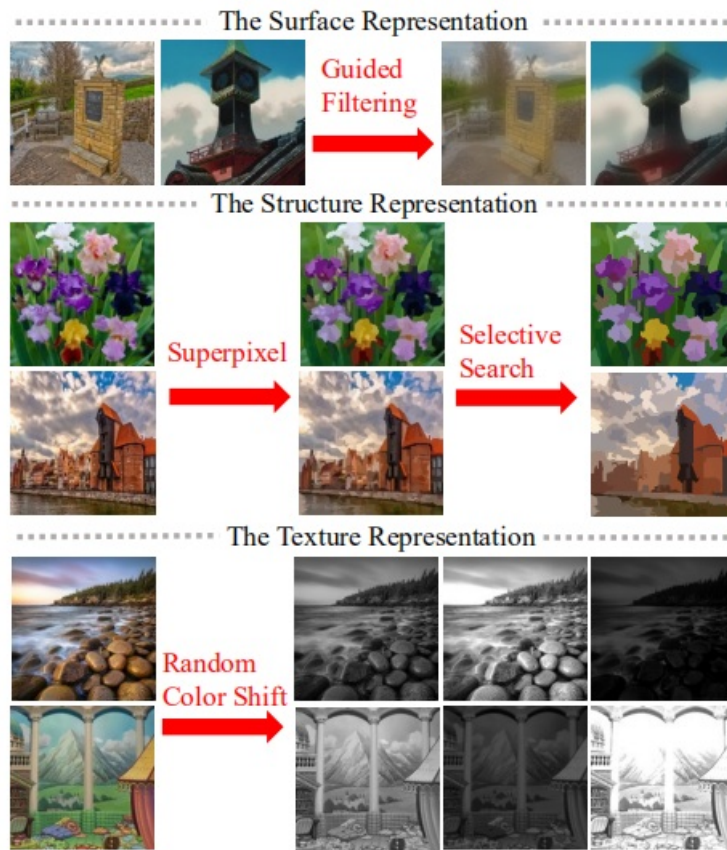 The Surface Representation
Guided
Filtering
The Structure Representation
Superpixel
Selective
Search
The Texture Representation
Random
Color Shift